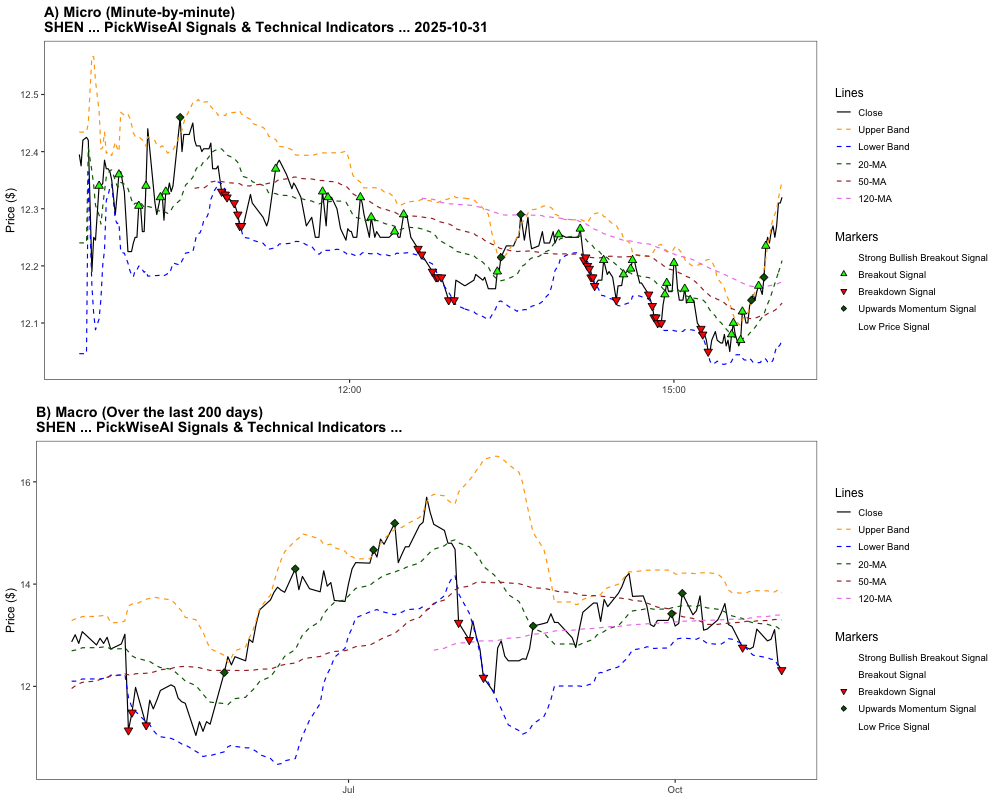 A) Micro (Minute-by-minute)
SHEN ... PickWiseAI Signals & Technical Indicators ... 2025-10-31
Price ($)
12.5
12.4
12.3
12.2
12.1
12:00
15:00
Lines
Close
Upper Band
Lower Band
20-MA
50-MA
120-MA
Markers
Strong Bullish Breakout Signal
Breakout Signal
Breakdown Signal
Upwards Momentum Signal
Low Price Signal
B) Macro (Over the last 200 days)
SHEN ... PickWiseAI Signals & Technical Indicators ...
Price ($)
16
14
12
Jul
Oct
Lines
Close
Upper Band
Lower Band
20-MA
50-MA
120-MA
Markers
Strong Bullish Breakout Signal
Breakout Signal
Breakdown Signal
Upwards Momentum Signal
Low Price Signal